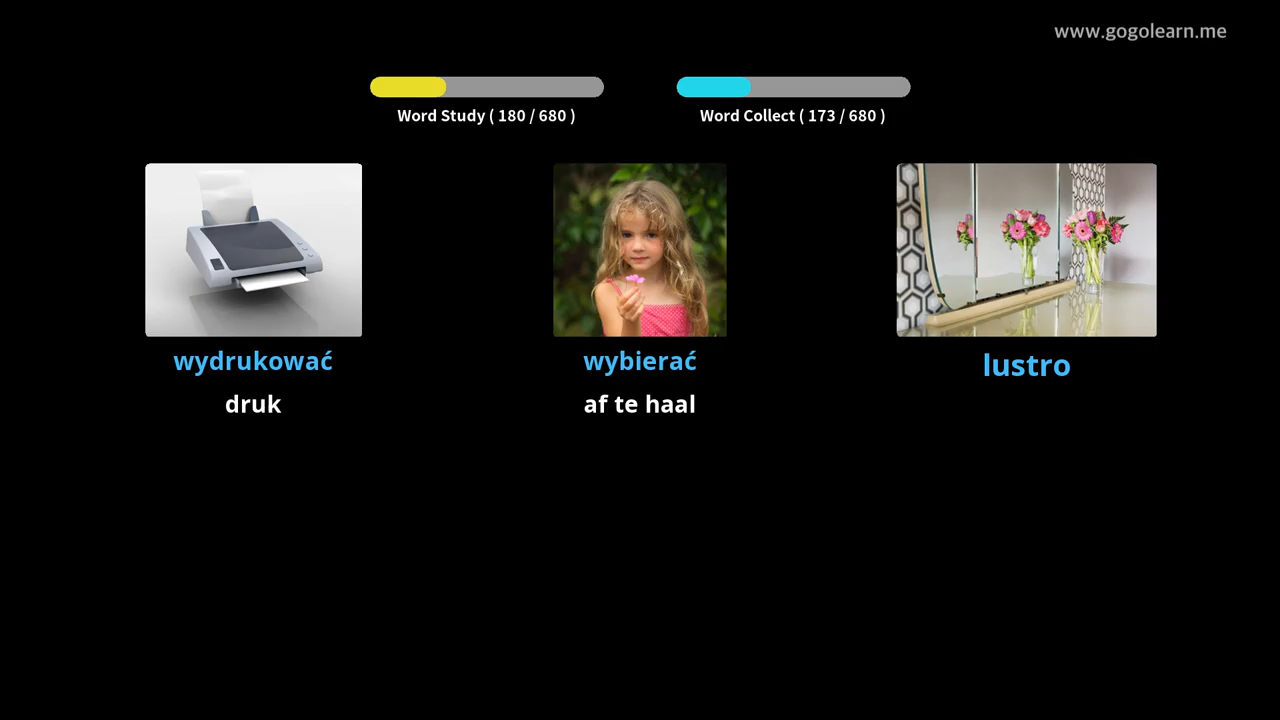 www.gogolearn.me
Word Study ( 180 / 680 )
Word Collect ( 173 / 680 )
wydrukować
druk
wybierać
af te haal
lustro